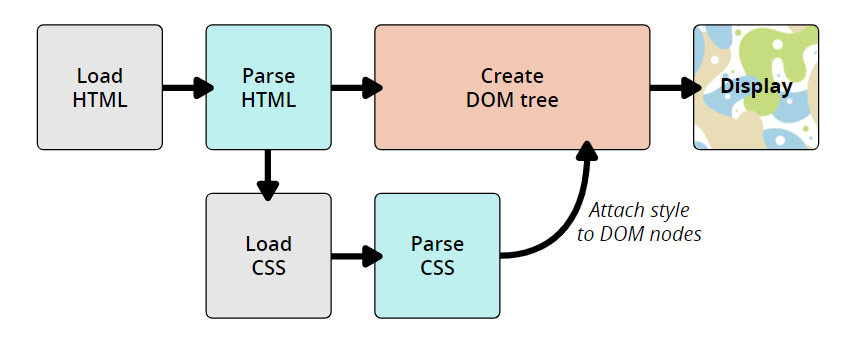 Load
HTML
Parse
HTML
Create
DOM tree
Display
Load
CSS
Parse
CSS
Attach style
to DOM nodes